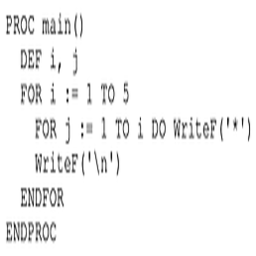 PROC main()
  DEF i, j
  FOR i := 1 TO 5
    FOR j := 1 TO i DO WriteF('*')
    WriteF('\n')
  ENDFOR
ENDPROC